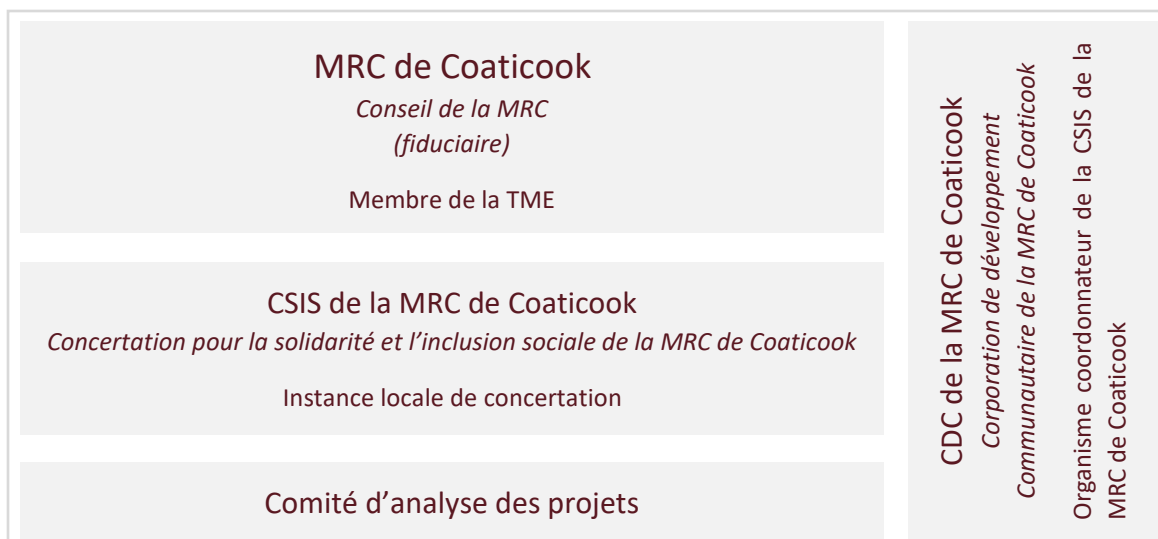 MRC de Coaticook
Conseil de la MRC
(fiduciaire)
Membre de la TME
CSIS de la MRC de Coaticook
Concertation pour la solidarité et l’inclusion sociale de la MRC de Coaticook
Instance locale de concertation
Comité d’analyse des projets
CDC de la MRC de Coaticook
Corporation de développement
Communautaire de la MRC de Coaticook
Organisme coordonnateur de la CSIS de la
MRC de Coaticook